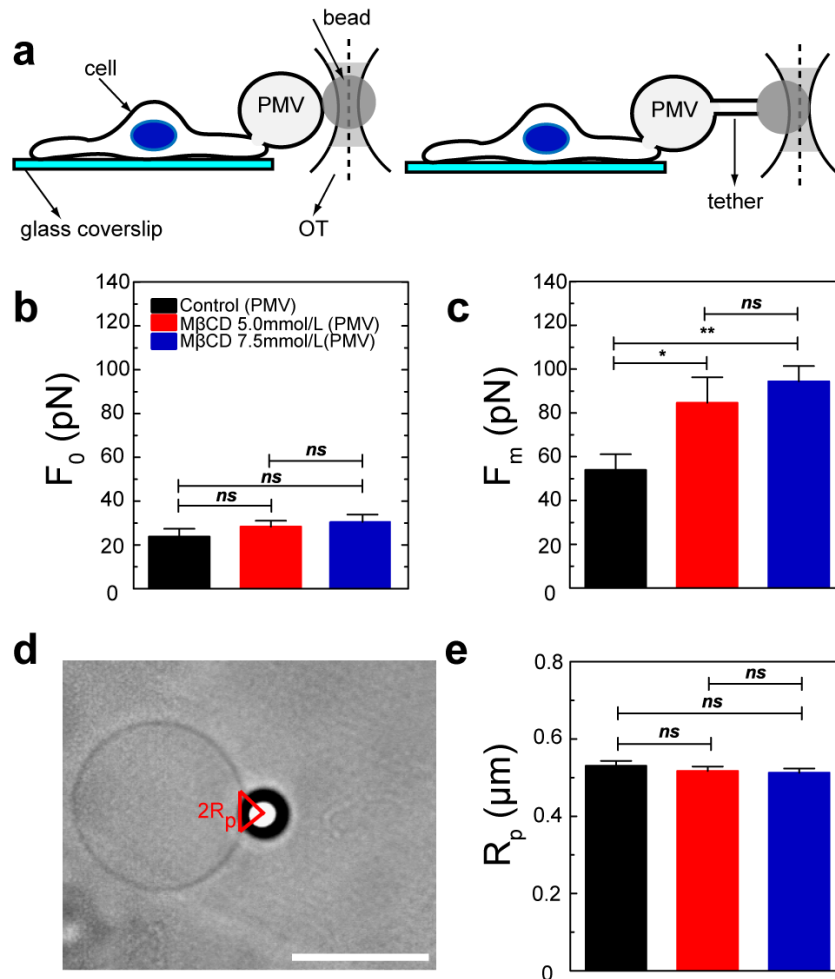 a
bead
cell
PMV
glass coverslip
OT
PMV
tether
b
F0 (pN)
140
120
100
80
60
40
20
0
Control (PMV)
MβCD 5.0mmol/L (PMV)
MβCD 7.5mmol/L(PMV)
ns
ns
ns
c
Fm (pN)
140
120
100
80
60
40
20
0
ns
**
*
d
2Rp
e
Rp (μm)
0.8
0.6
0.4
0.2
0
ns
ns
ns